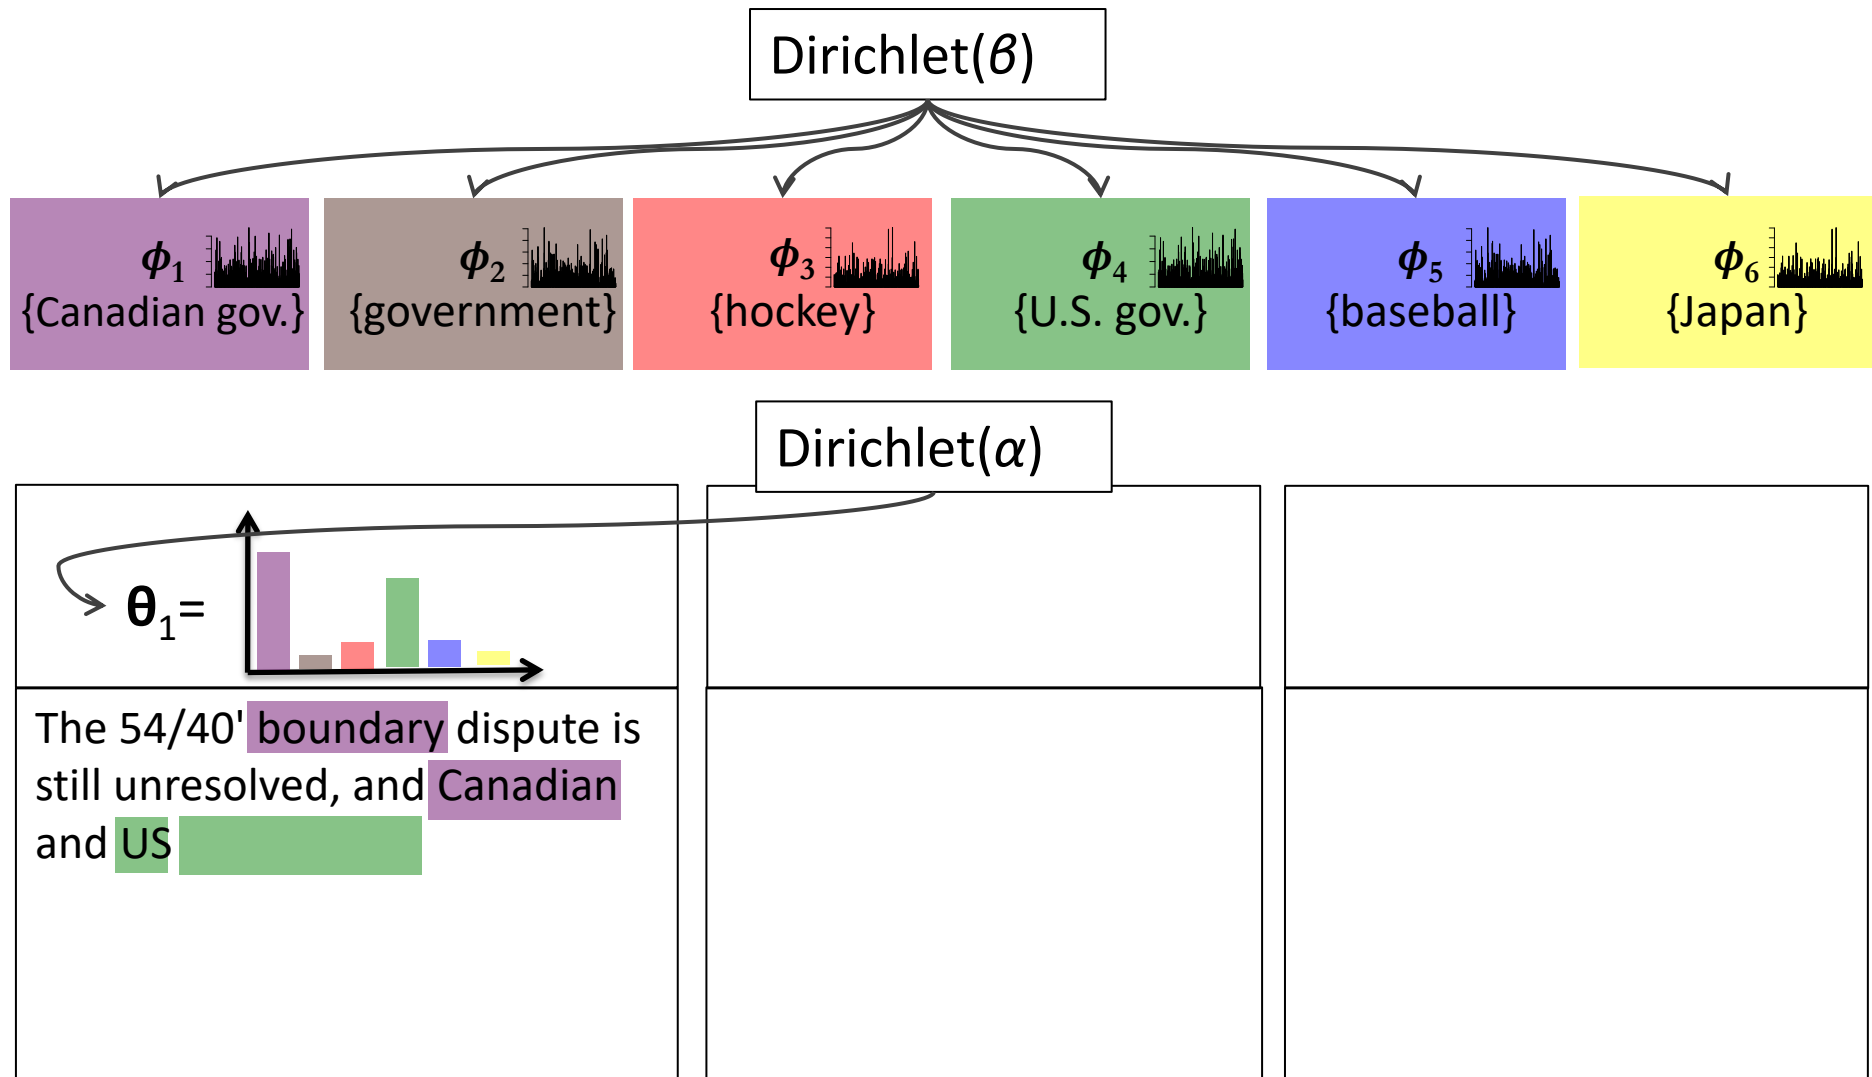 Dirichlet(β)
ϕ1
{Canadian gov.}
ϕ2
{government}
ϕ3
{hockey}
ϕ4
{U.S. gov.}
ϕ5
{baseball}
ϕ6
{Japan}
Dirichlet(α)
θ1=
The 54/40' boundary dispute is
still unresolved, and Canadian
and US